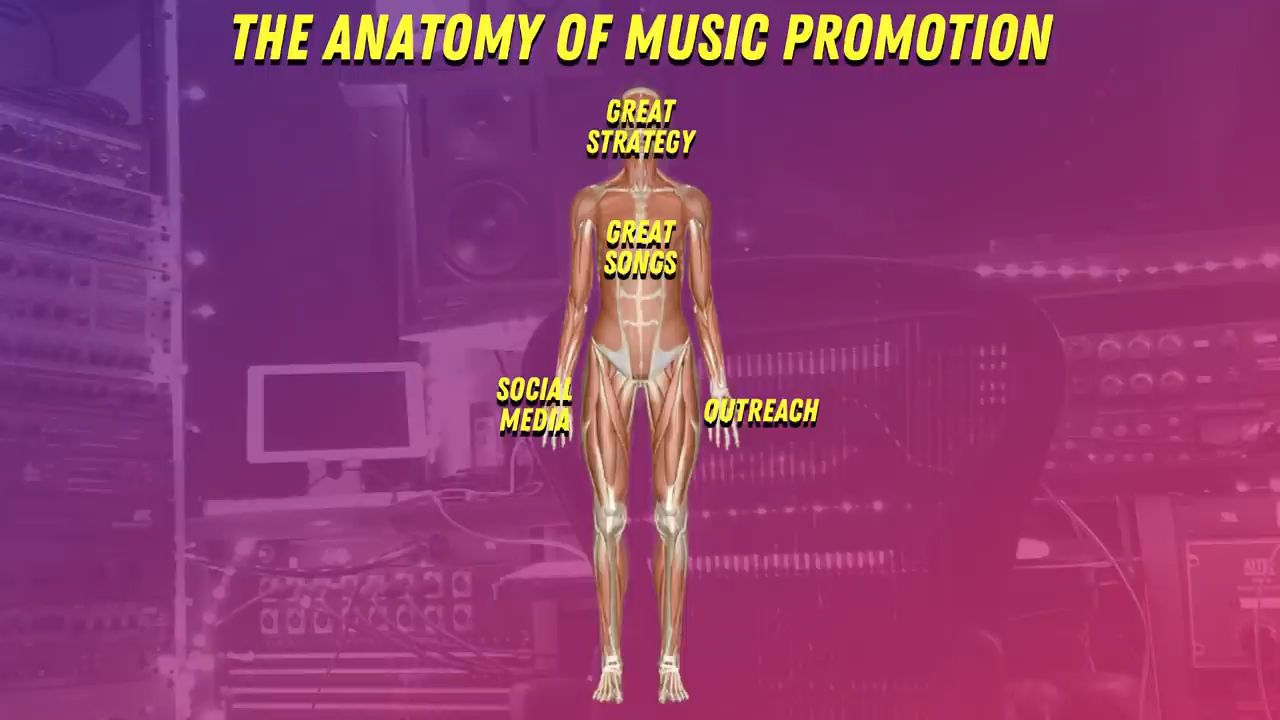 THE ANATOMY OF MUSIC PROMOTION
GREAT
STRATEGY
GREAT
SONGS
SOCIAL
MEDIA
OUTREACH